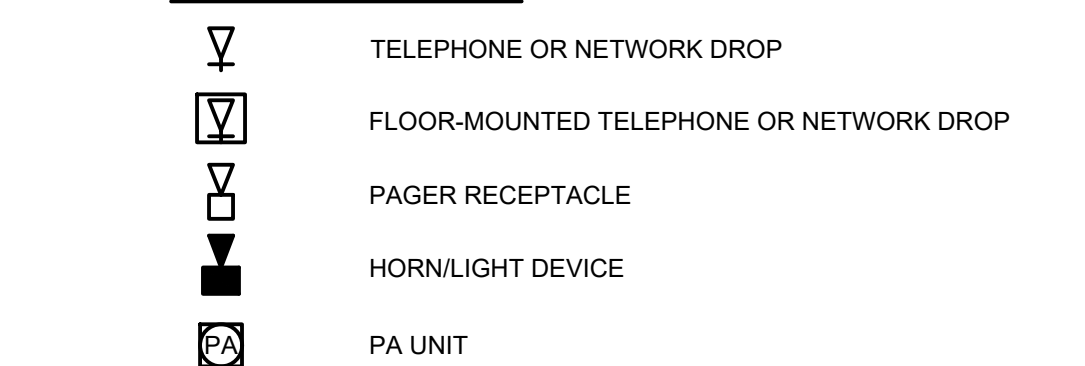 TELEPHONE OR NETWORK DROP
FLOOR-MOUNTED TELEPHONE OR NETWORK DROP
PAGER RECEPTACLE
HORN/LIGHT DEVICE
PA PA UNIT